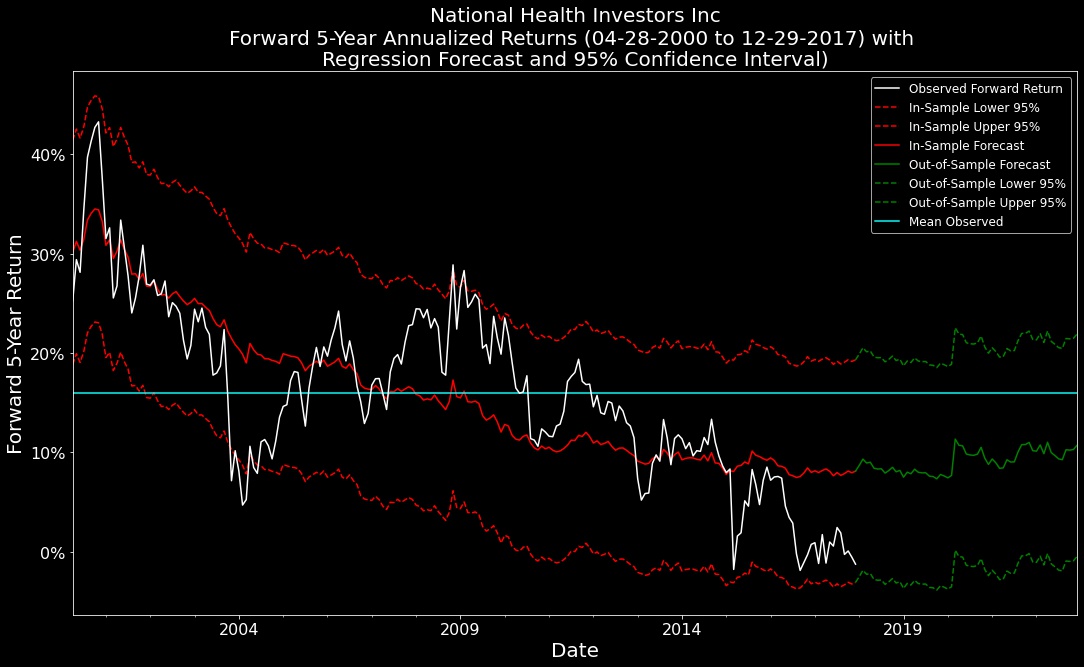 National Health Investors Inc
Forward 5-Year Annualized Returns (04-28-2000 to 12-29-2017) with
Regression Forecast and 95% Confidence Interval)
Observed Forward Return
In-Sample Lower 95%
In-Sample Upper 95%
In-Sample Forecast
Out-of-Sample Forecast
Out-of-Sample Lower 95%
Out-of-Sample Upper 95%
Mean Observed
Forward 5-Year Return
40%
30%
20%
10%
0%
2004
2009
2014
2019
Date